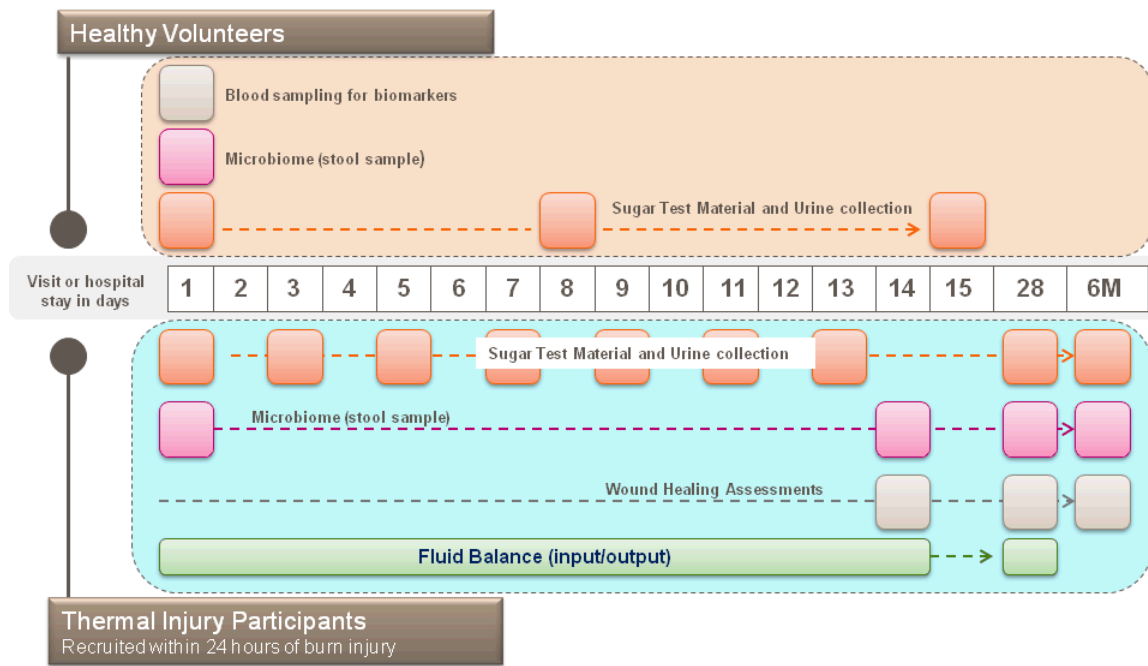 Healthy Volunteers
Blood sampling for biomarkers
Microbiome (stool sample)
Sugar Test Material and Urine collection
Visit or hospital
stay in days
1 2 3 4 5 6 7 8 9 10 11 12 13 14 15 28 6M
Sugar Test Material and Urine collection
Microbiome (stool sample)
Wound Healing Assessments
Fluid Balance (input/output)
Thermal Injury Participants
Recruited within 24 hours of burn injury